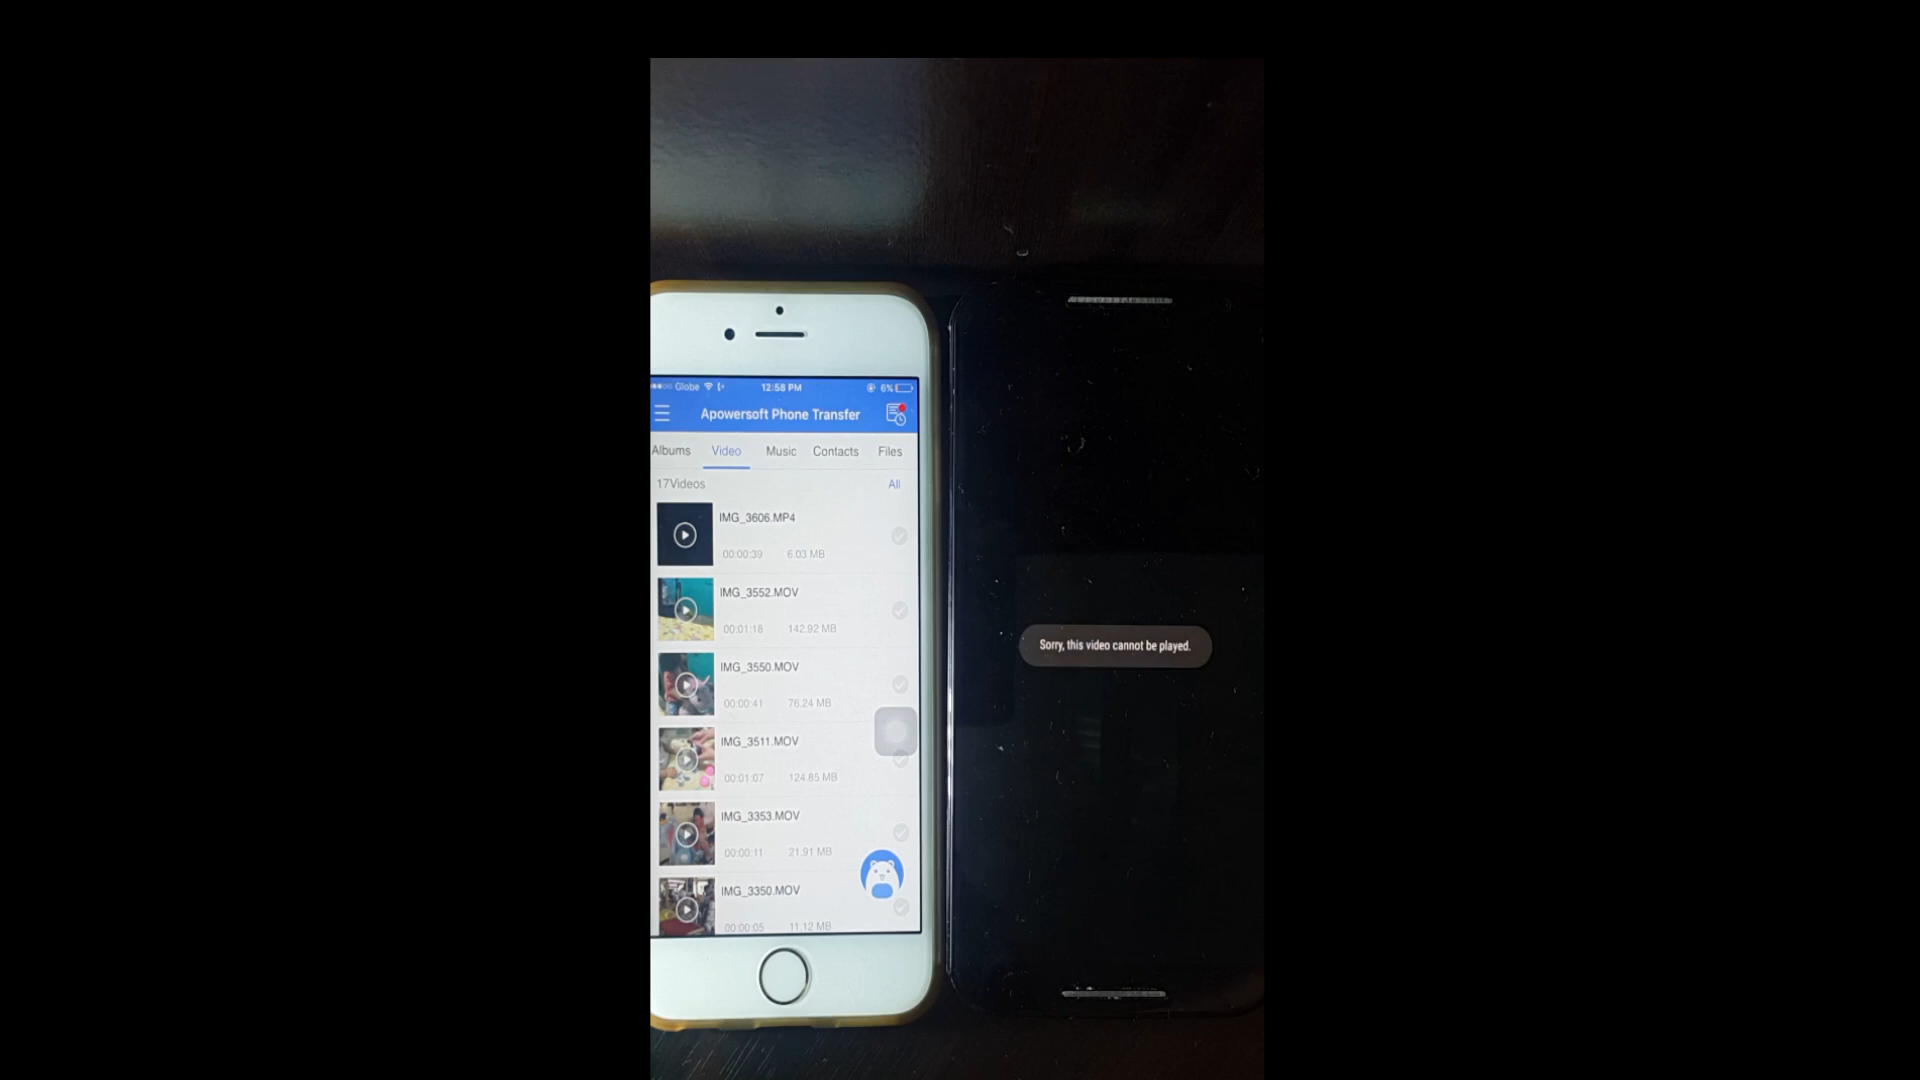 Globe 12:58 PM 6%
Apowersoft Phone Transfer
Albums Video Music Contacts Files
17Videos All
IMG_3606.MP4
00:00:39 6.03 MB
IMG_3552.MOV
00:01:18 142.92 MB
IMG_3550.MOV
00:00:41 76.24 MB
IMG_3511.MOV
00:01:07 124.85 MB
IMG_3353.MOV
00:00:11 21.91 MB
IMG_3350.MOV
00:00:05 11.12 MB
Sorry, this video cannot be played.